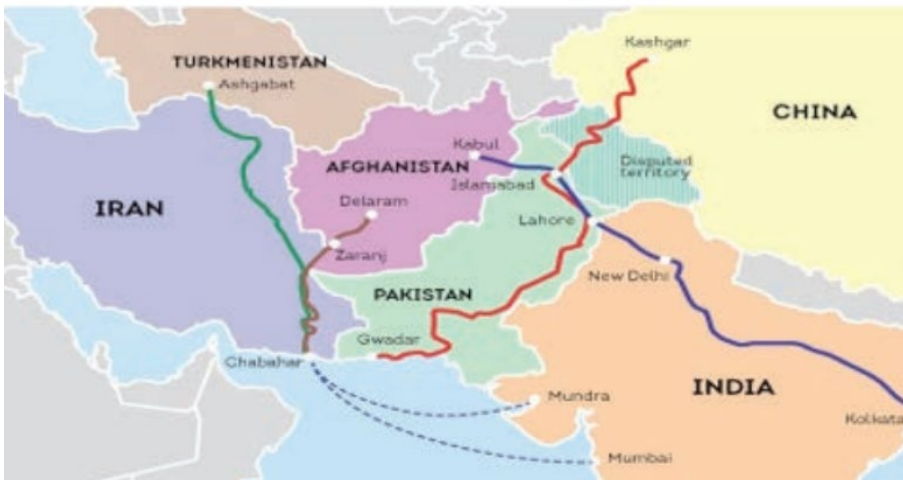 Kashgar
TURKMENISTAN
Ashgabat
CHINA
Kabul
AFGHANISTAN
Disputed
territory
Islamabad
Delaram
IRAN
Lahore
Zaranj
New Delhi
PAKISTAN
Gwadar
Chabahar
INDIA
Mundra
Kolkata
Mumbai